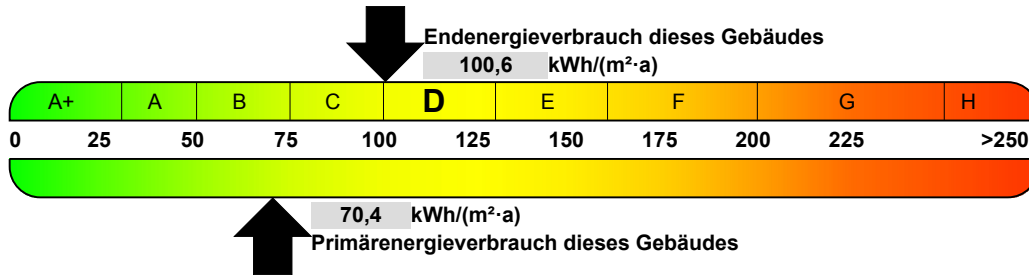 Endenergieverbrauch dieses Gebäudes
100,6 kWh/(m²·a)
A+ A B C D E F G H
0 25 50 75 100 125 150 175 200 225 >250
70,4 kWh/(m²·a)
Primärenergieverbrauch dieses Gebäudes